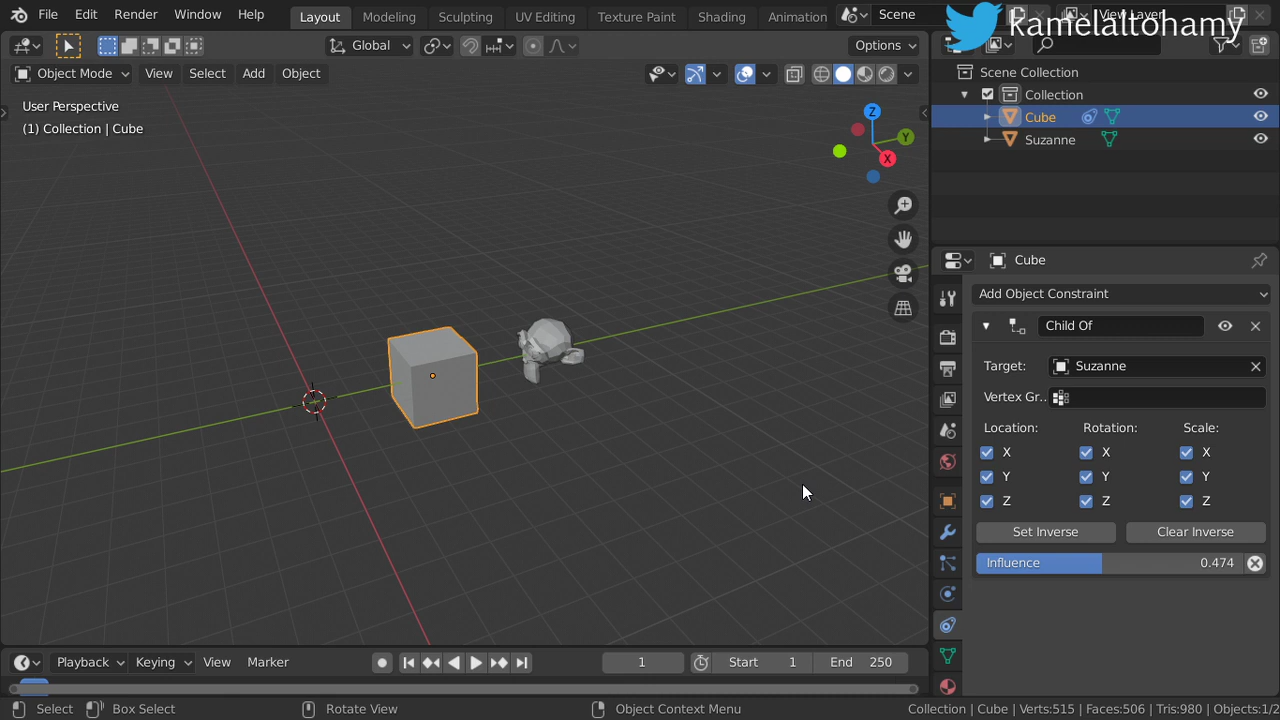 File Edit Render Window Help Layout Modeling Sculpting UV Editing Texture Paint Shading Animation Scene View Layer
kamelaltohamy
Global Options
Object Mode View Select Add Object
User Perspective
(1) Collection | Cube
Z
Y
X
Scene Collection
Collection
Cube
Suzanne
Cube
Add Object Constraint
Child Of
Target: Suzanne
Vertex Gr..
Location: Rotation: Scale:
X X X
Y Y Y
Z Z Z
Set Inverse Clear Inverse
Influence 0.474
Playback Keying View Marker 1 Start 1 End 250
Select Box Select Rotate View Object Context Menu Collection | Cube | Verts:515 | Faces:506 | Tris:980 | Objects:1/2